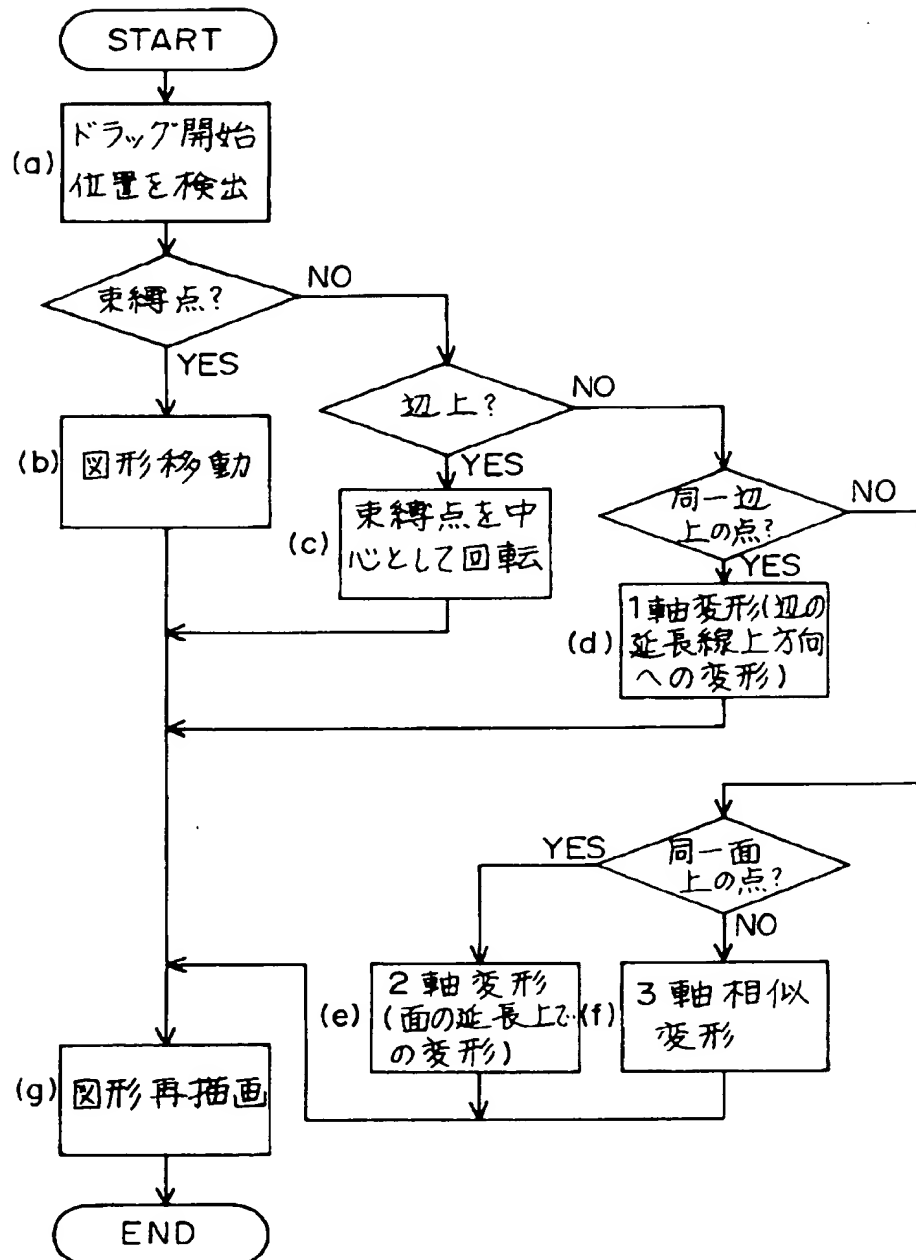 START
(a)
ドラッグ開始
位置を検出
束縛点?
NO
YES
辺上?
NO
(b)
図形移動
YES
同一辺
上の点?
NO
(c)
束縛点を中
心として回転
YES
(d)
1軸変形(辺の
延長線上方向
への変形)
同一面
上の点?
YES
NO
(e)
2軸変形
(面の延長上で
の変形)
(f)
3軸相似
変形
(g)
図形再描画
END